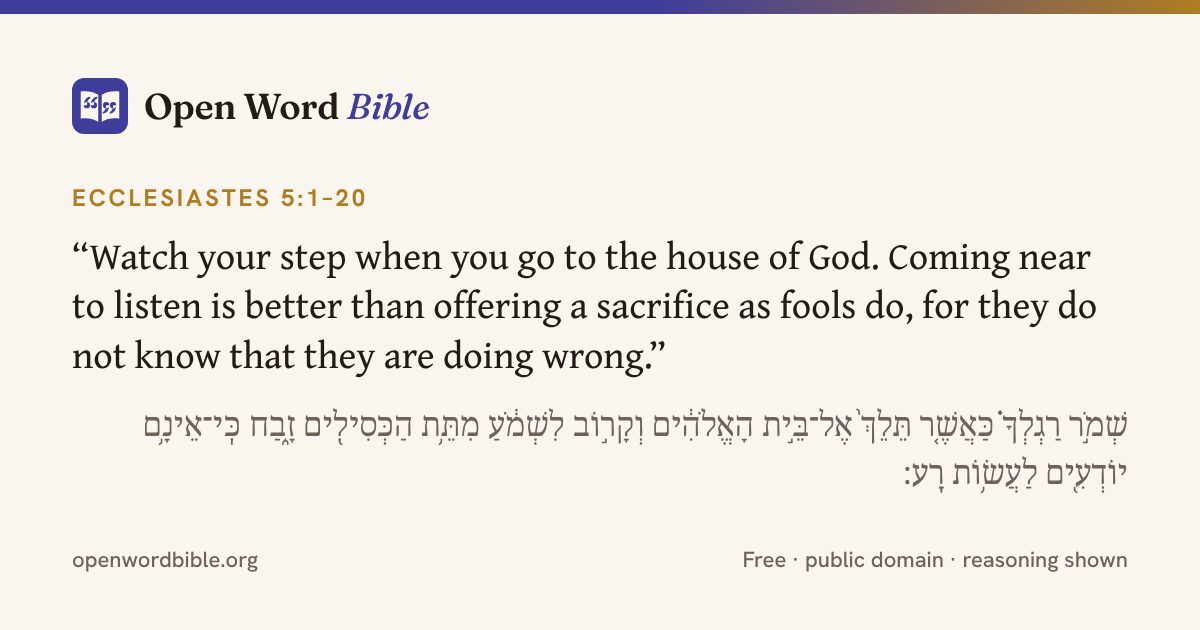 Open Word Bible
ECCLESIASTES 5:1–20
“Watch your step when you go to the house of God. Coming near
to listen is better than offering a sacrifice as fools do, for they do
not know that they are doing wrong.”
שְׁמֹ֣ר רַגְלְךָ֗ כַּאֲשֶׁ֤ר תֵּלֵךְ֙ אֶל־בֵּ֣ית הָאֱלֹהִ֔ים וְקָר֣וֹב לִשְׁמֹ֔עַ מִתֵּ֥ת הַכְּסִילִ֖ים זָ֑בַח כִּֽי־אֵינָ֥ם
יוֹדְעִ֖ים לַעֲשׂ֥וֹת רָֽע׃
openwordbible.org
Free · public domain · reasoning shown